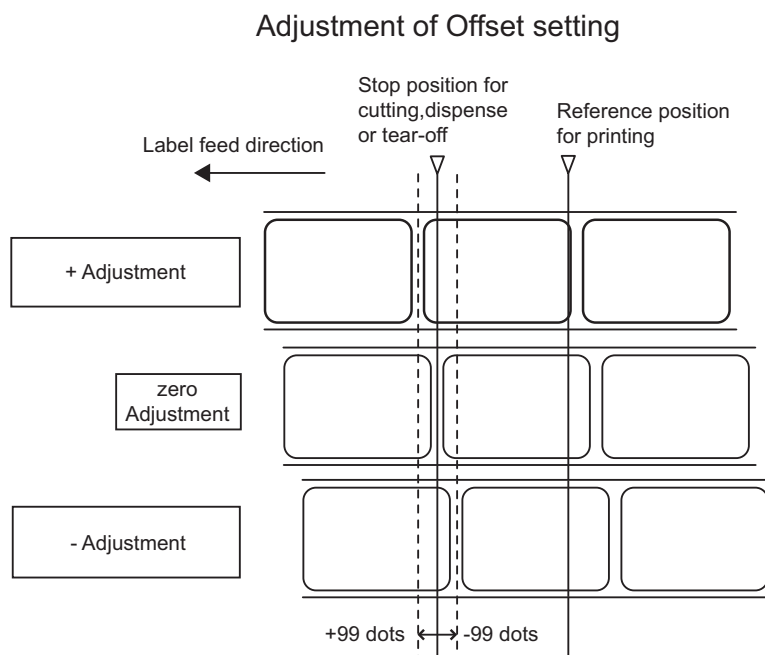 Adjustment of Offset setting
Stop position for
cutting,dispense
or tear-off
Reference position
for printing
Label feed direction
+ Adjustment
zero
Adjustment
- Adjustment
+99 dots
-99 dots